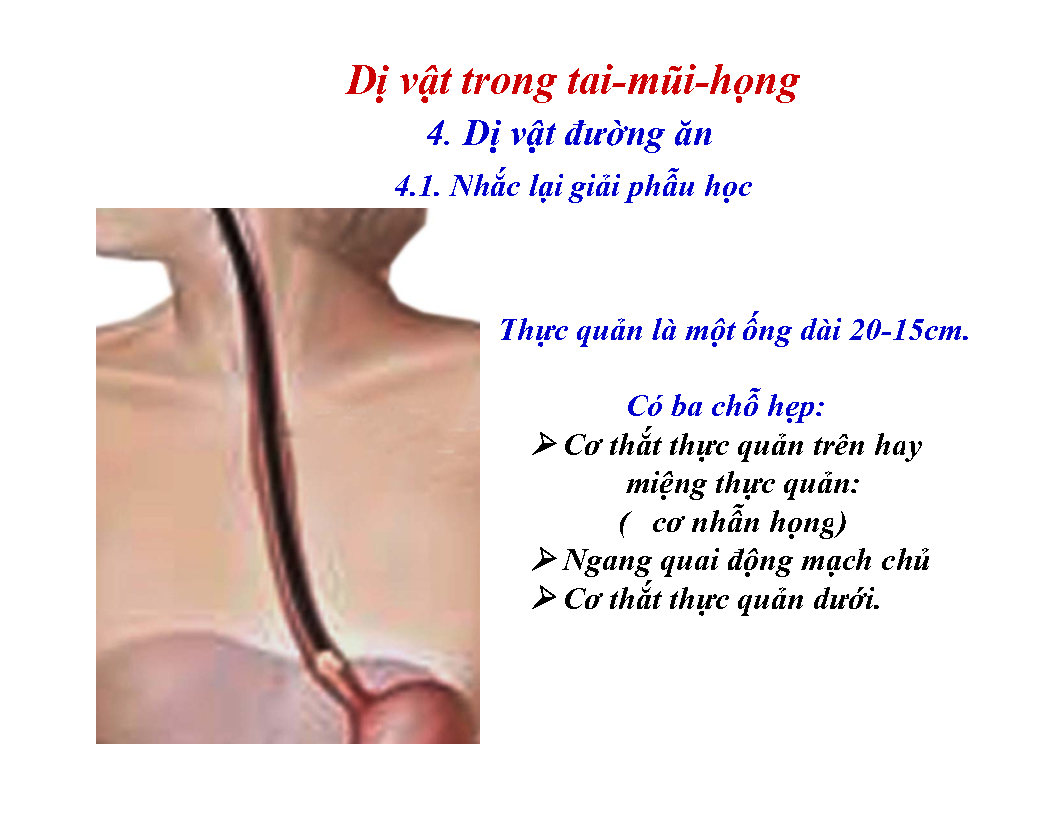 Dị vật trong tai-mũi-họng
4. Dị vật đường ăn
4.1. Nhắc lại giải phẫu học
Thực quản là một ống dài 20-15cm.
Có ba chỗ hẹp:
➢ Cơ thắt thực quản trên hay
miệng thực quản:
( cơ nhẫn họng)
➢ Ngang quai động mạch chủ
➢ Cơ thắt thực quản dưới.